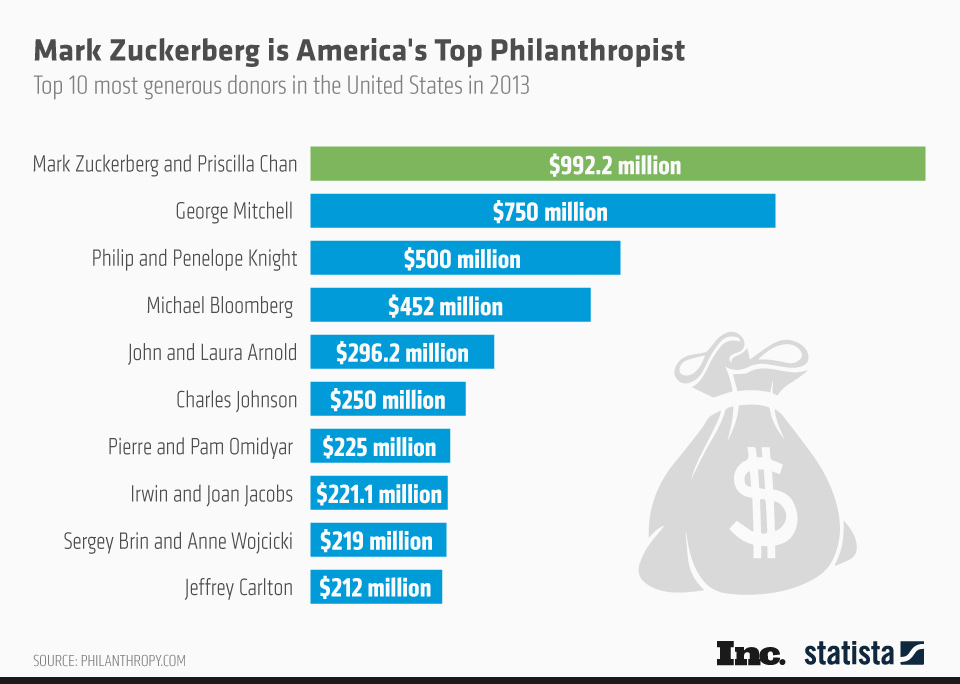 Mark Zuckerberg is America's Top Philanthropist
Top 10 most generous donors in the United States in 2013
Mark Zuckerberg and Priscilla Chan $992.2 million
George Mitchell $750 million
Philip and Penelope Knight $500 million
Michael Bloomberg $452 million
John and Laura Arnold $296.2 million
Charles Johnson $250 million
Pierre and Pam Omidyar $225 million
Irwin and Joan Jacobs $221.1 million
Sergey Brin and Anne Wojcicki $219 million
Jeffrey Carlton $212 million
$
SOURCE: PHILANTHROPY.COM Inc. statista